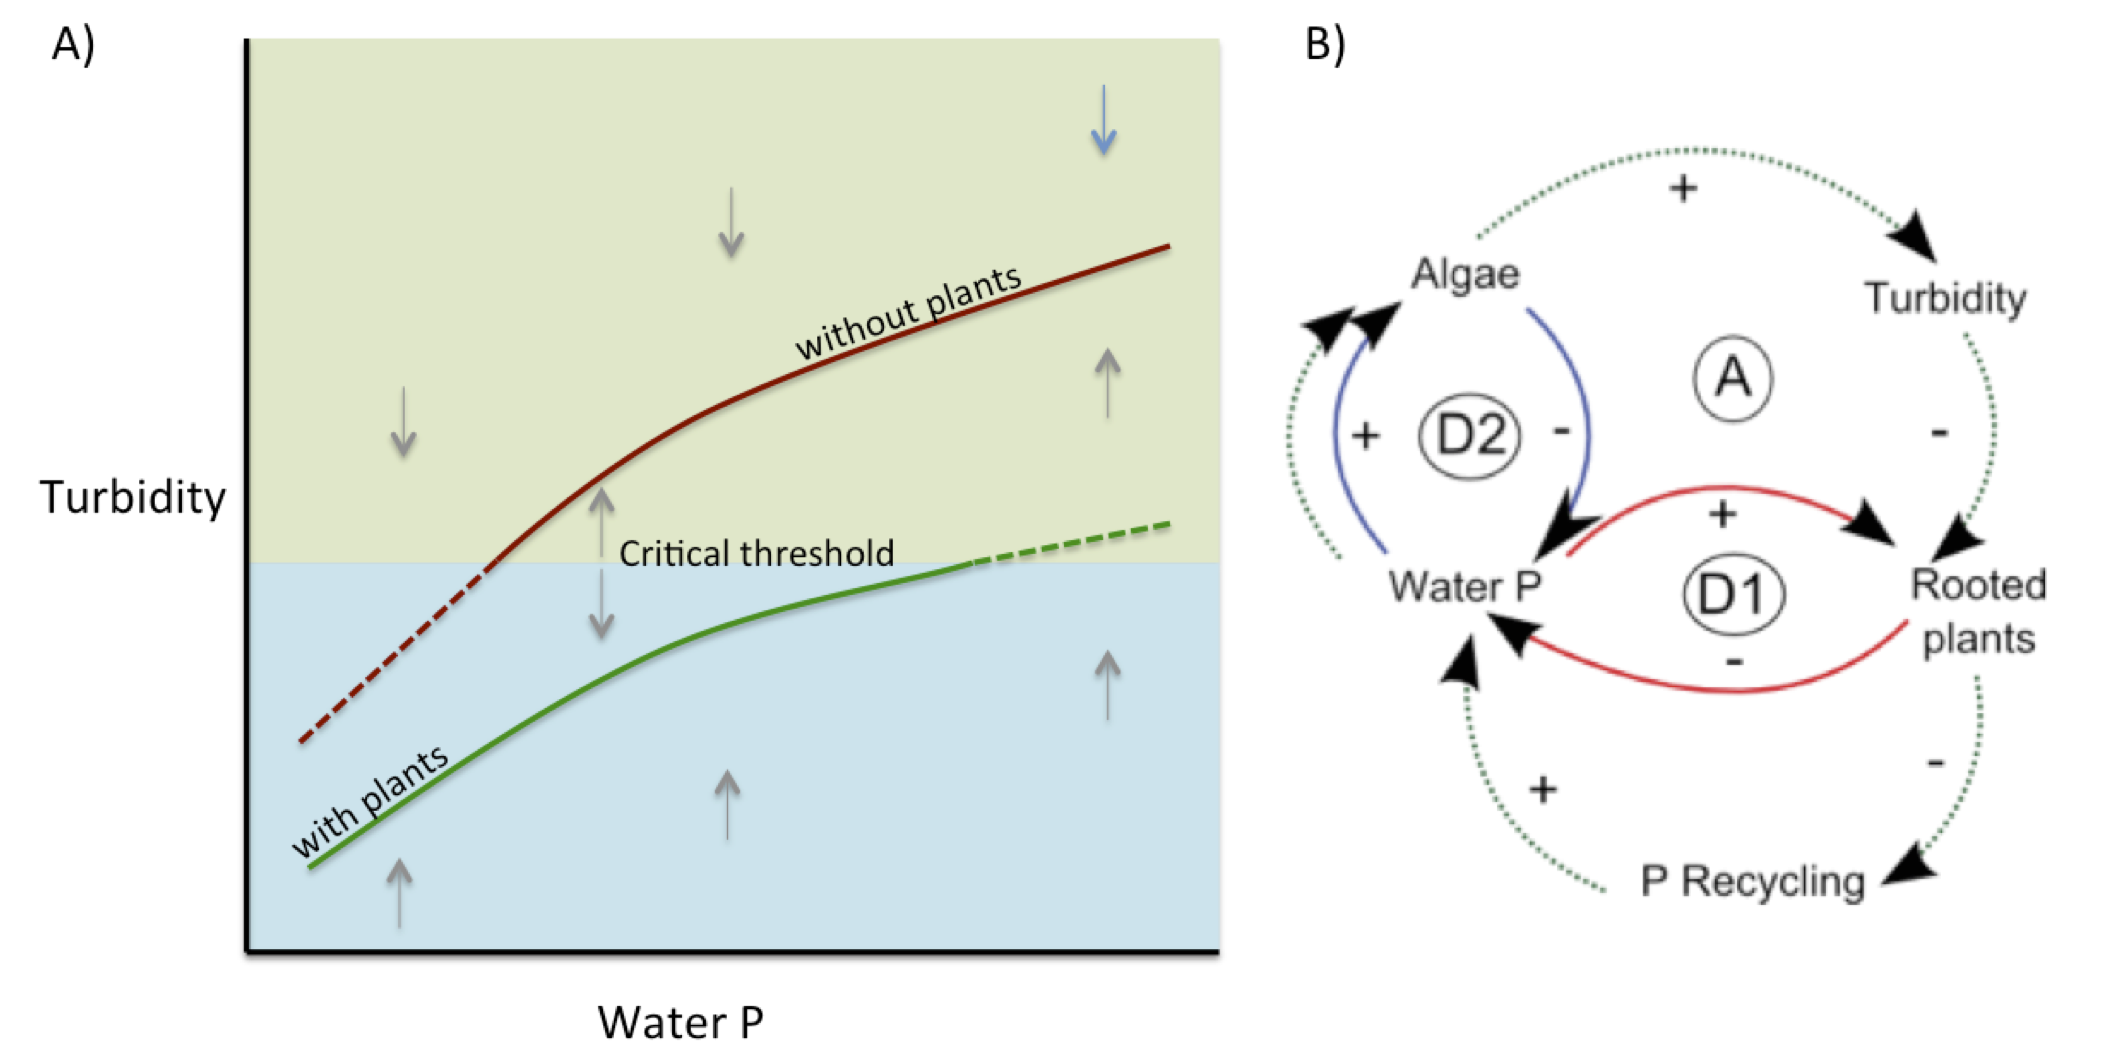 A)
without plants
Turbidity
Critical threshold
with plants
Water P
B)
+
Algae
Turbidity
A
+
D2
-
-
+
Water P
D1
Rooted
plants
-
-
+
P Recycling